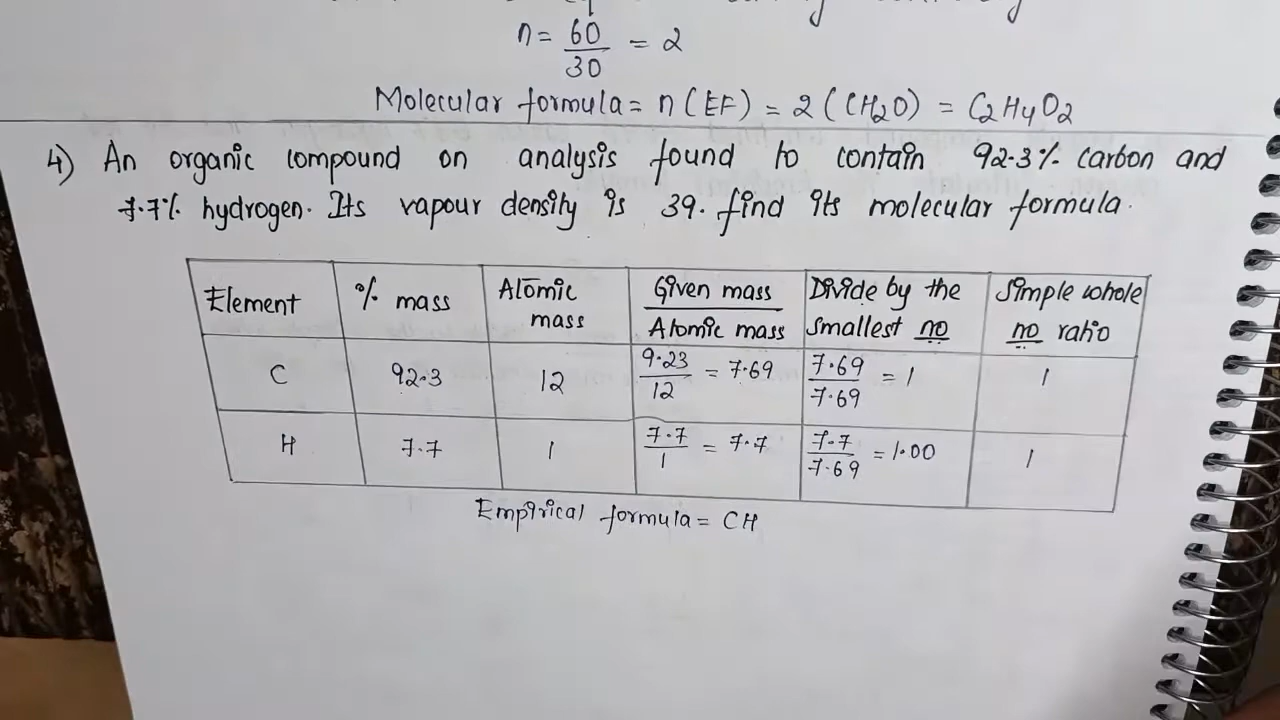 n = 60/30 = 2
Molecular formula = n (EF) = 2 (CH2O) = C2H4O2
4) An organic compound on analysis found to contain 92.3% carbon and
7.7% hydrogen. Its vapour density is 39. find its molecular formula.
Element | % mass | Atomic mass | Given mass / Atomic mass | Divide by the smallest no | Simple whole no ratio
C | 92.3 | 12 | 9.23/12 = 7.69 | 7.69/7.69 = 1 | 1
H | 7.7 | 1 | 7.7/1 = 7.7 | 7.7/7.69 = 1.00 | 1
Empirical formula = CH